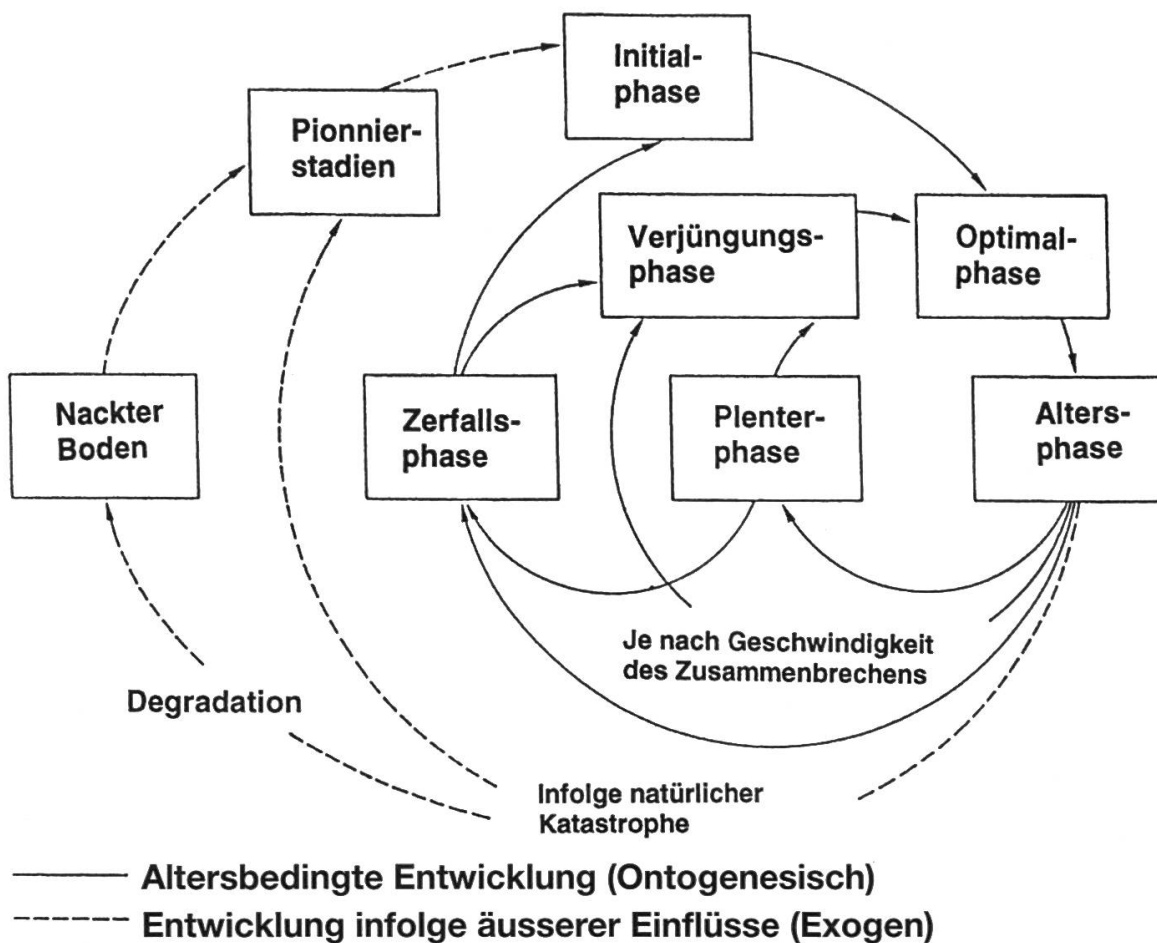 Initial-
phase
Pionnier-
stadien
Verjüngungs-
phase
Optimal-
phase
Nackter
Boden
Zerfalls-
phase
Plenter-
phase
Alters-
phase
Je nach Geschwindigkeit
des Zusammenbrechens
Degradation
Infolge natürlicher
Katastrophe
Altersbedingte Entwicklung (Ontogenesisch)
Entwicklung infolge äusserer Einflüsse (Exogen)